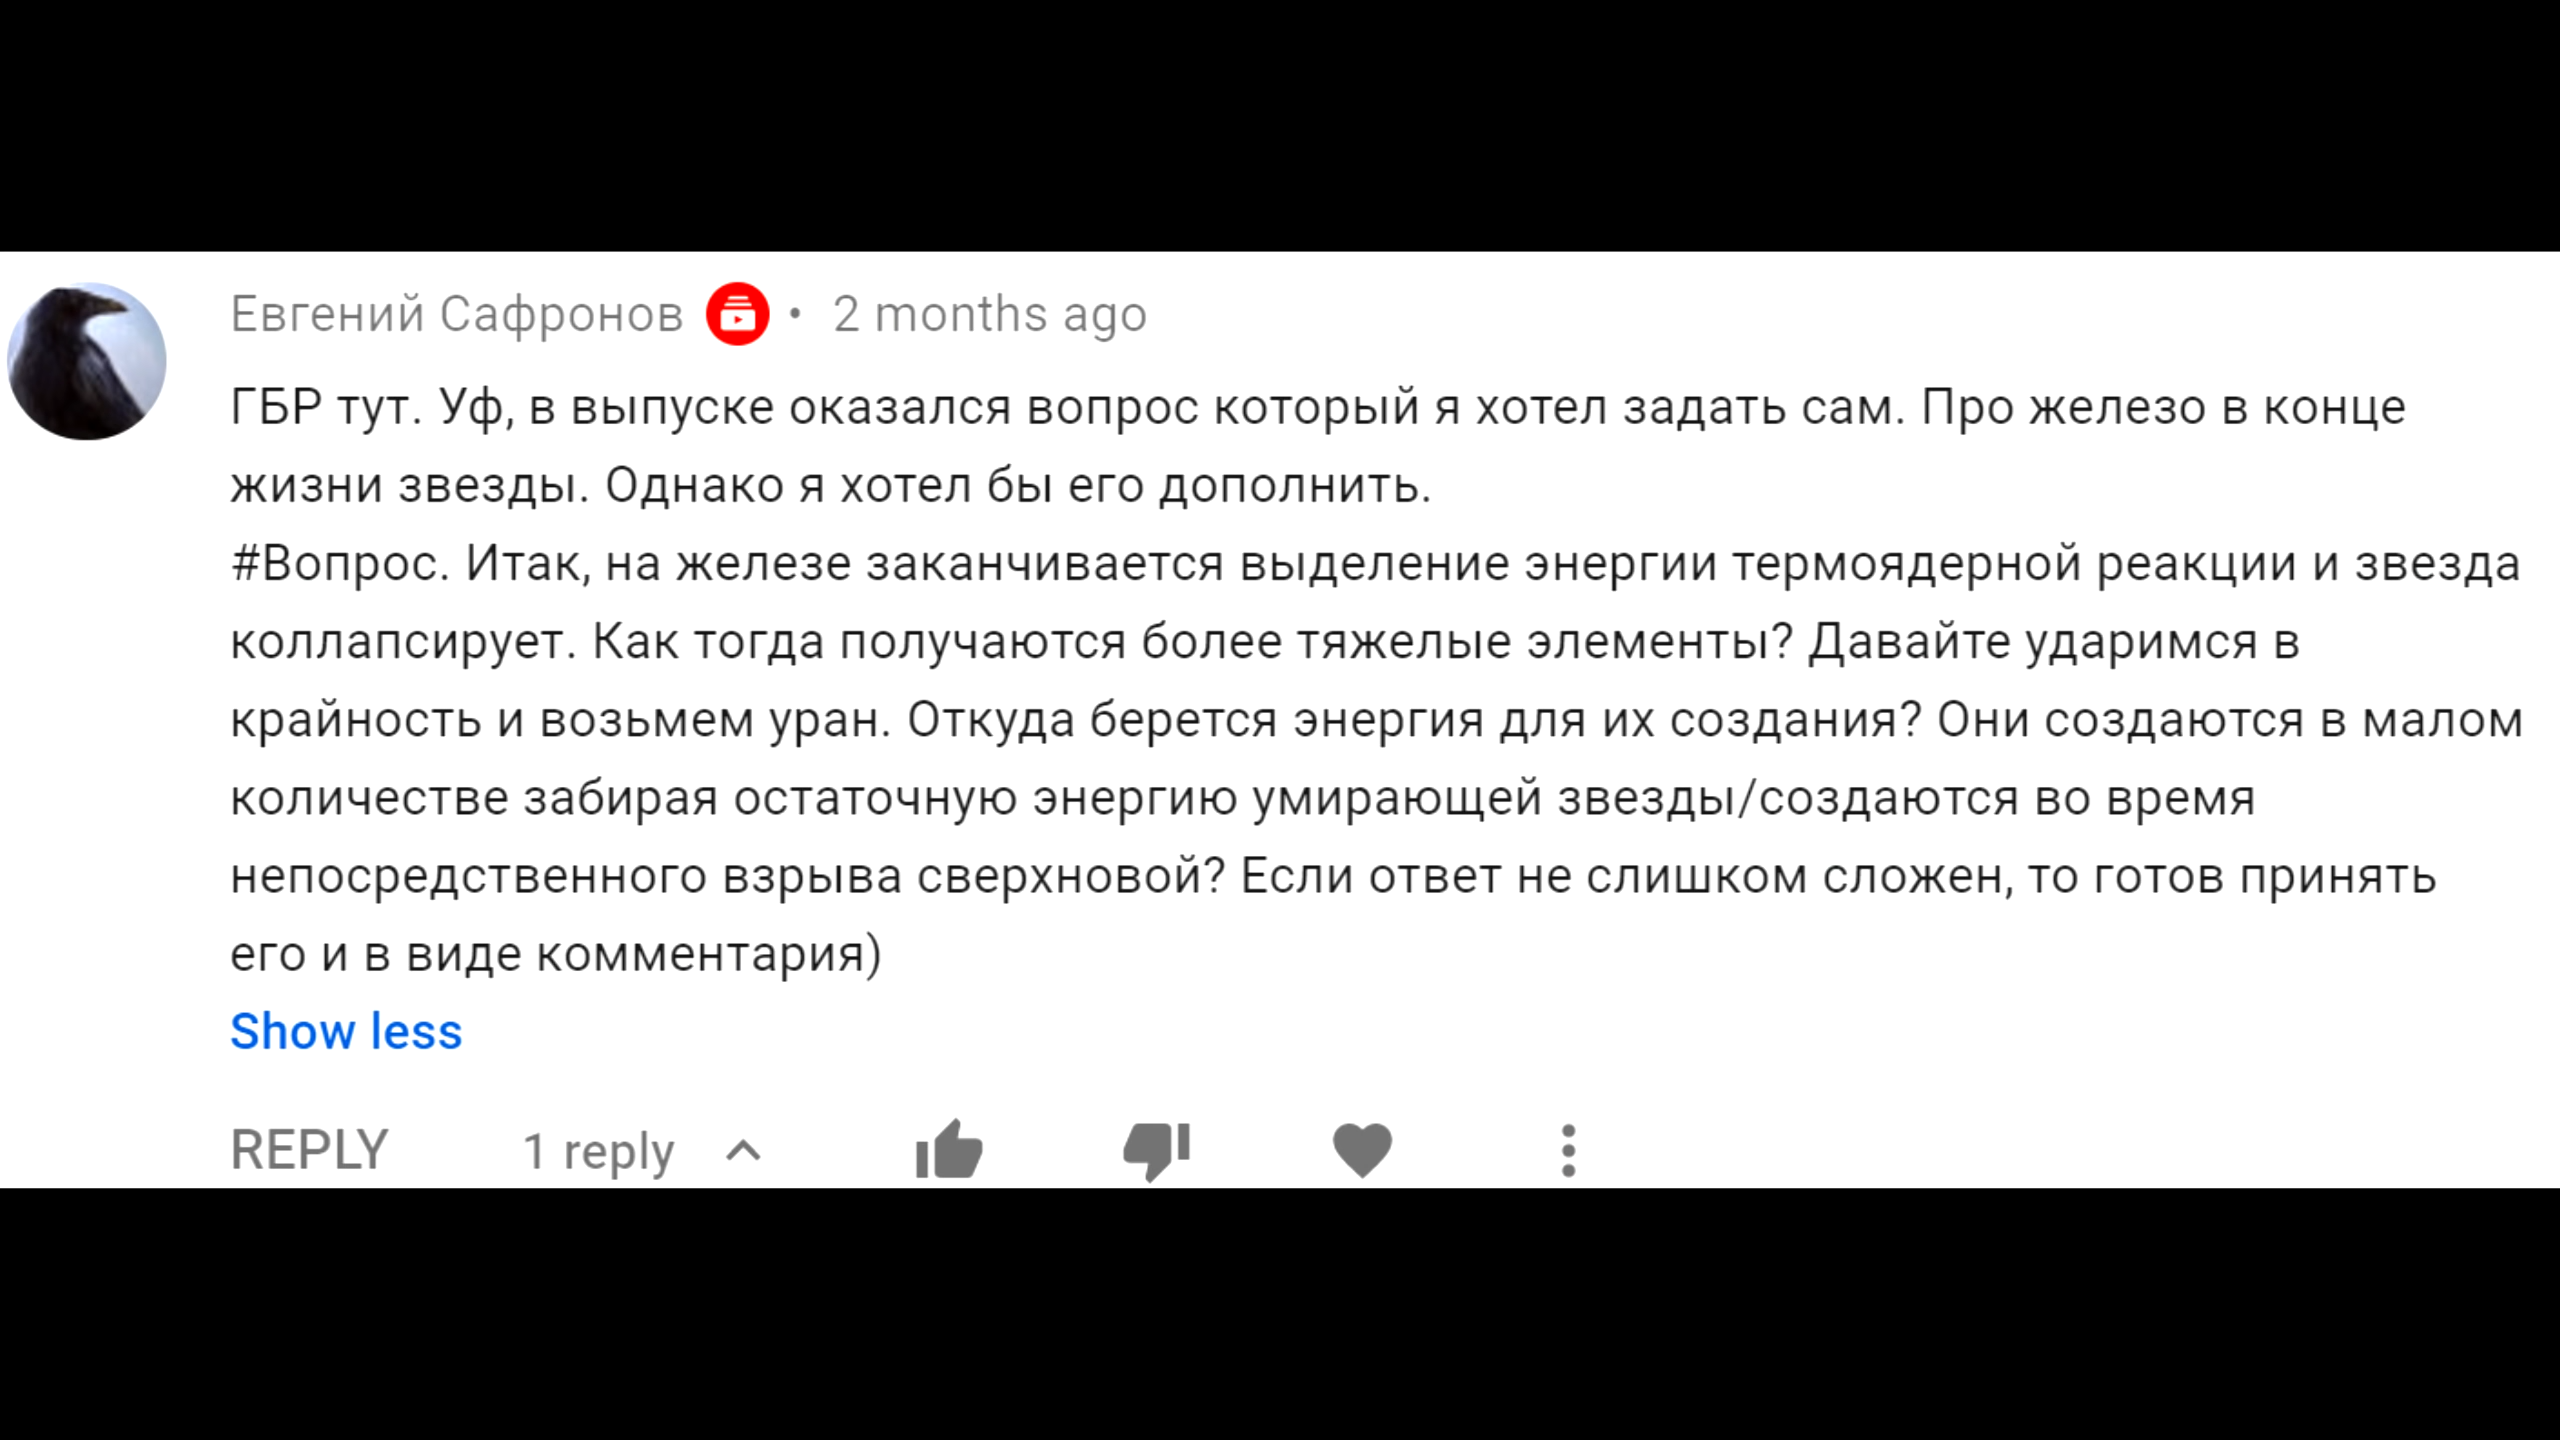 Евгений Сафронов • 2 months ago
ГБР тут. Уф, в выпуске оказался вопрос который я хотел задать сам. Про железо в конце
жизни звезды. Однако я хотел бы его дополнить.
#Вопрос. Итак, на железе заканчивается выделение энергии термоядерной реакции и звезда
коллапсирует. Как тогда получаются более тяжелые элементы? Давайте ударимся в
крайность и возьмем уран. Откуда берется энергия для их создания? Они создаются в малом
количестве забирая остаточную энергию умирающей звезды/создаются во время
непосредственного взрыва сверхновой? Если ответ не слишком сложен, то готов принять
его и в виде комментария)
Show less
REPLY 1 reply